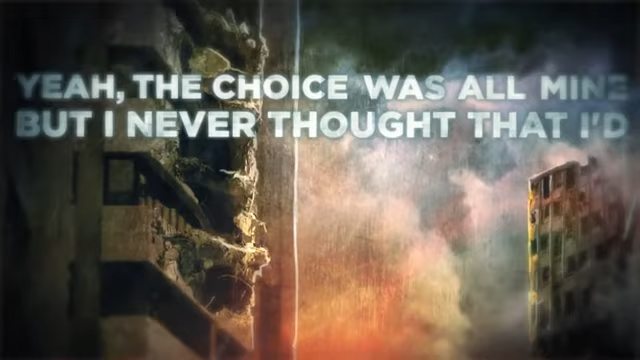 YEAH, THE CHOICE WAS ALL MINE
BUT I NEVER THOUGHT THAT I'D